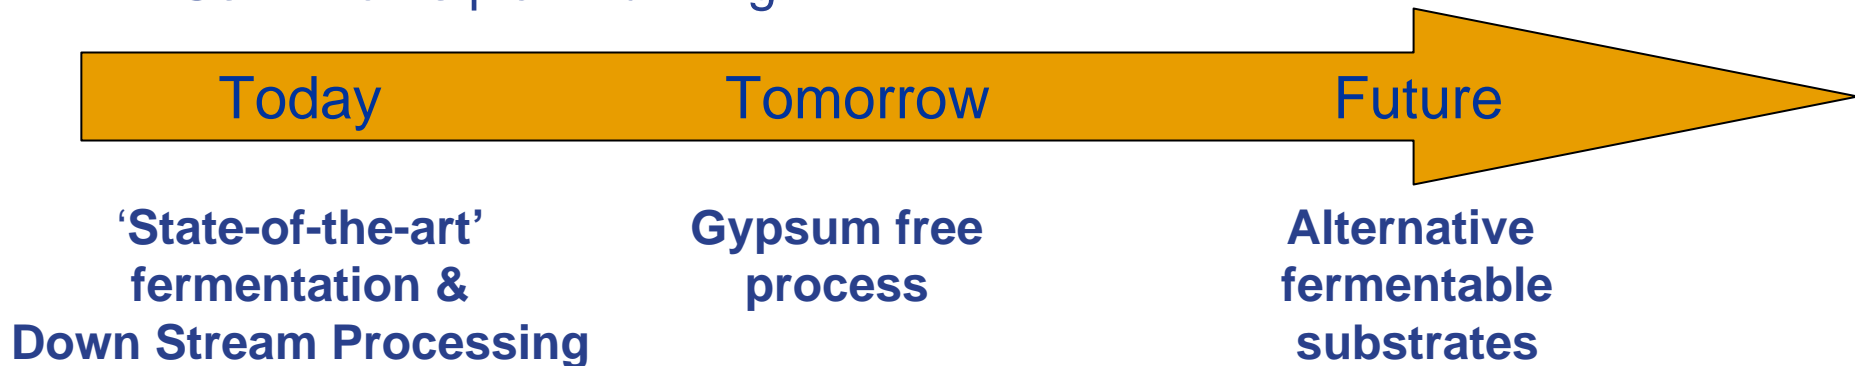 Today Tomorrow Future
‘State-of-the-art’ Gypsum free Alternative
fermentation & process fermentable
Down Stream Processing substrates